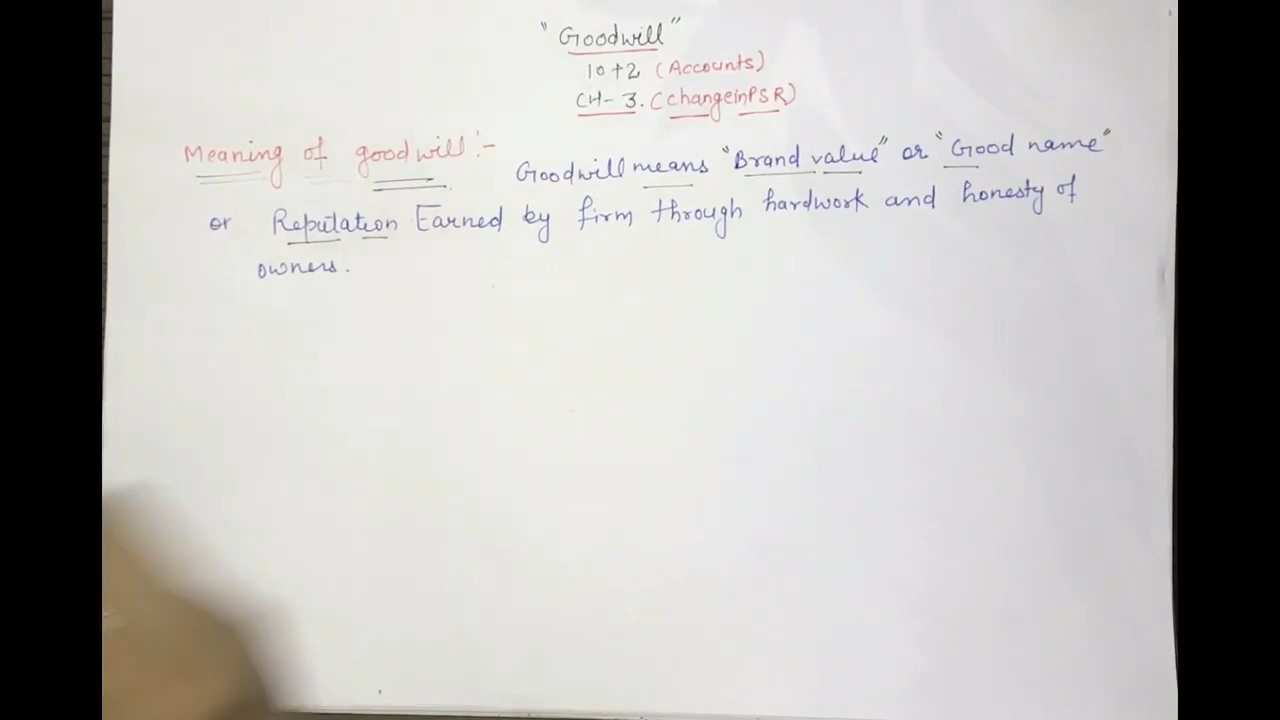 "Goodwill"
10+2 (Accounts)
CH-3. (changeinPSR)
Meaning of goodwill:- Goodwill means "Brand value" or "Good name"
or Reputation Earned by firm through hardwork and honesty of
owners.